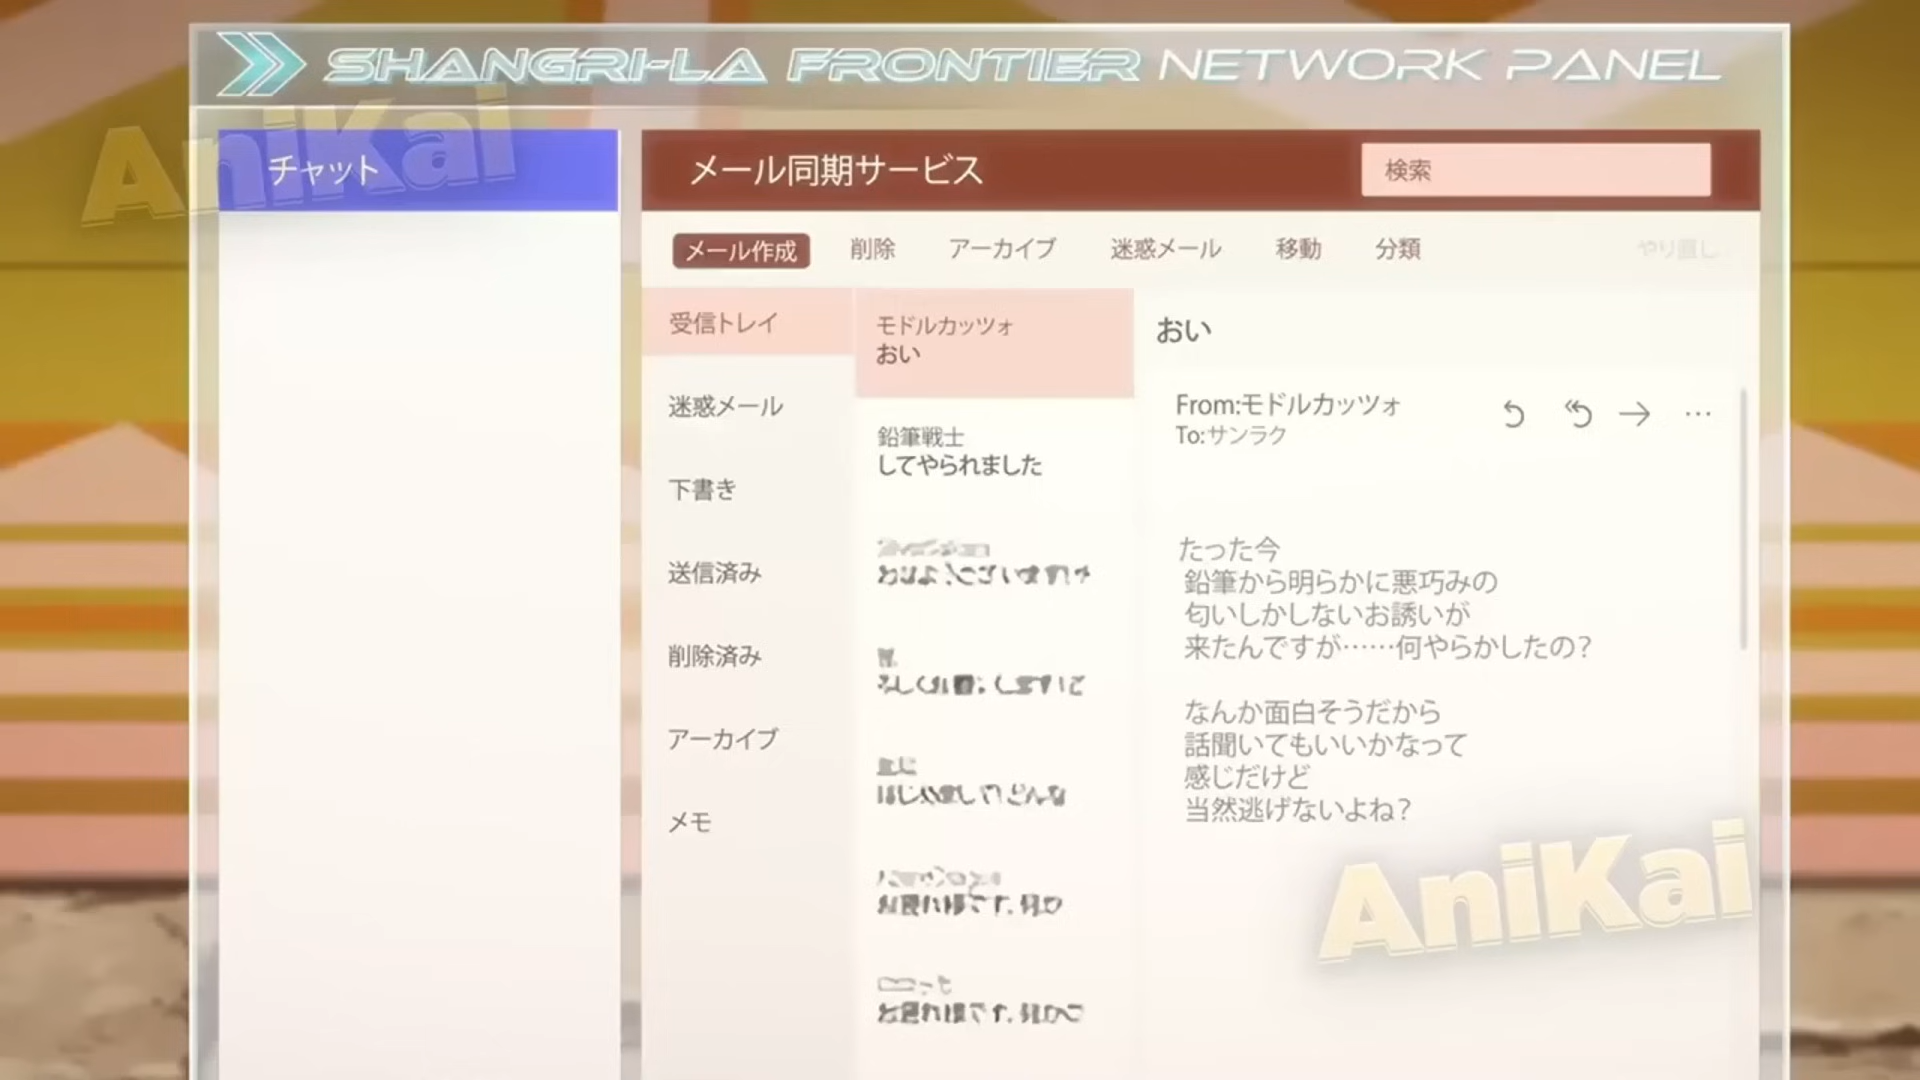 SHANGRI-LA FRONTIER NETWORK PANEL
AniKai
チャット
メール同期サービス
検索
メール作成
削除
アーカイブ
迷惑メール
移動
分類
やり直し
受信トレイ
迷惑メール
下書き
送信済み
削除済み
アーカイブ
メモ
モドルカッツォ
おい
鉛筆戦士
してやられました
おい
From:モドルカッツォ
To:サンラク
たった今
鉛筆から明らかに悪巧みの
匂いしかしないお誘いが
来たんですが……何やらかしたの？
なんか面白そうだから
話聞いてもいいかなって
感じだけど
当然逃げないよね？
AniKai